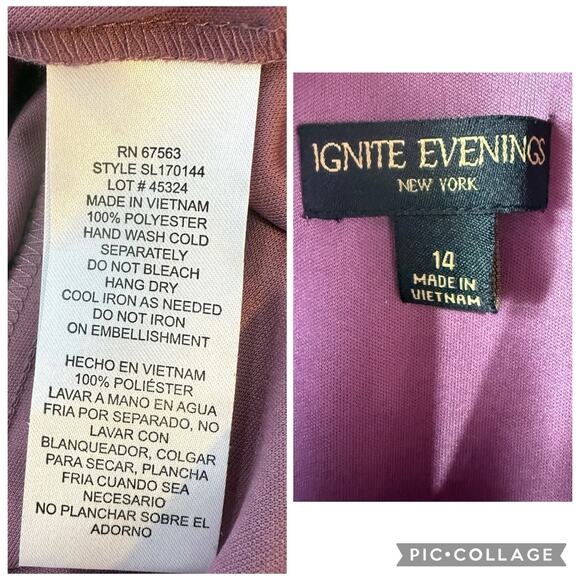 RN 67563
STYLE SL170144
LOT # 45324
MADE IN VIETNAM
100% POLYESTER
HAND WASH COLD
SEPARATELY
DO NOT BLEACH
HANG DRY
COOL IRON AS NEEDED
DO NOT IRON
ON EMBELLISHMENT
HECHO EN VIETNAM
100% POLIÉSTER
LAVAR A MANO EN AGUA
FRIA POR SEPARADO, NO
LAVAR CON
BLANQUEADOR, COLGAR
PARA SECAR, PLANCHA
FRIA CUANDO SEA
NECESARIO
NO PLANCHAR SOBRE EL
ADORNO
IGNITE EVENINGS
NEW YORK
14
MADE IN
VIETNAM
PIC•COLLAGE